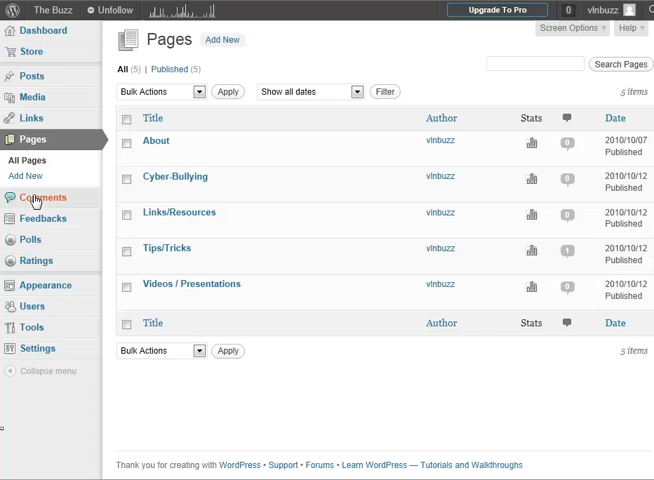 The Buzz
Unfollow
Upgrade To Pro
0
vlnbuzz
Dashboard
Store
Posts
Media
Links
Pages
All Pages
Add New
Comments
Feedbacks
Polls
Ratings
Appearance
Users
Tools
Settings
Collapse menu
Screen Options
Help
Pages
Add New
All (5) | Published (5)
Search Pages
Bulk Actions
Apply
Show all dates
Filter
5 items
Title Author Stats Date
About vlnbuzz 0 2010/10/07
Published
Cyber-Bullying vlnbuzz 0 2010/10/12
Published
Links/Resources vlnbuzz 0 2010/10/12
Published
Tips/Tricks vlnbuzz 1 2010/10/12
Published
Videos / Presentations vlnbuzz 0 2010/10/12
Published
Title Author Stats Date
Bulk Actions
Apply
5 items
Thank you for creating with WordPress • Support • Forums • Learn WordPress — Tutorials and Walkthroughs